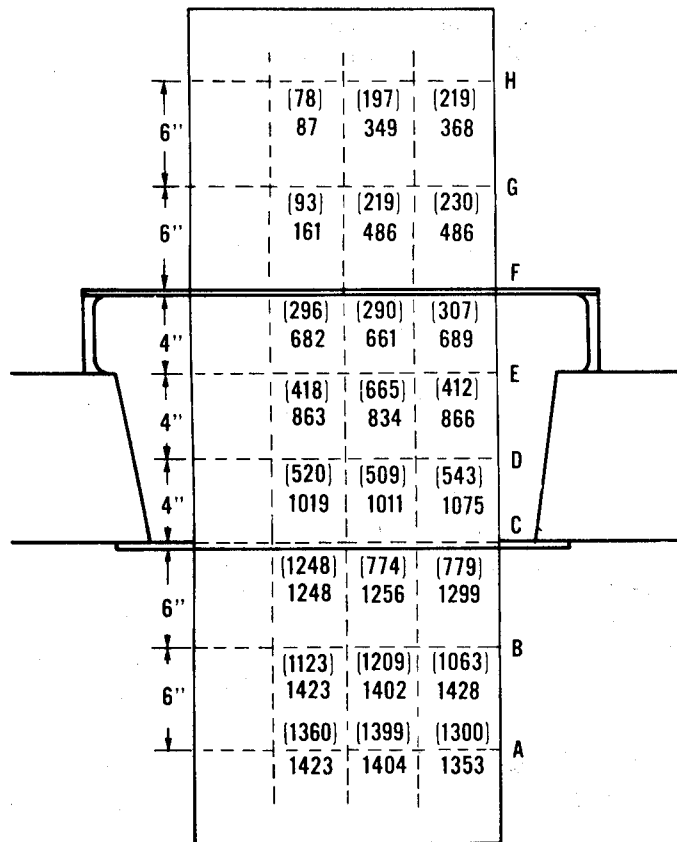 H
(78) (197) (219)
87 349 368
6"
G
(93) (219) (230)
161 486 486
6"
F
(296) (290) (307)
682 661 689
4"
E
(418) (665) (412)
863 834 866
4"
D
(520) (509) (543)
1019 1011 1075
4"
C
(1248) (774) (779)
1248 1256 1299
6"
B
(1123) (1209) (1063)
1423 1402 1428
6"
(1360) (1399) (1300)
A
1423 1404 1353